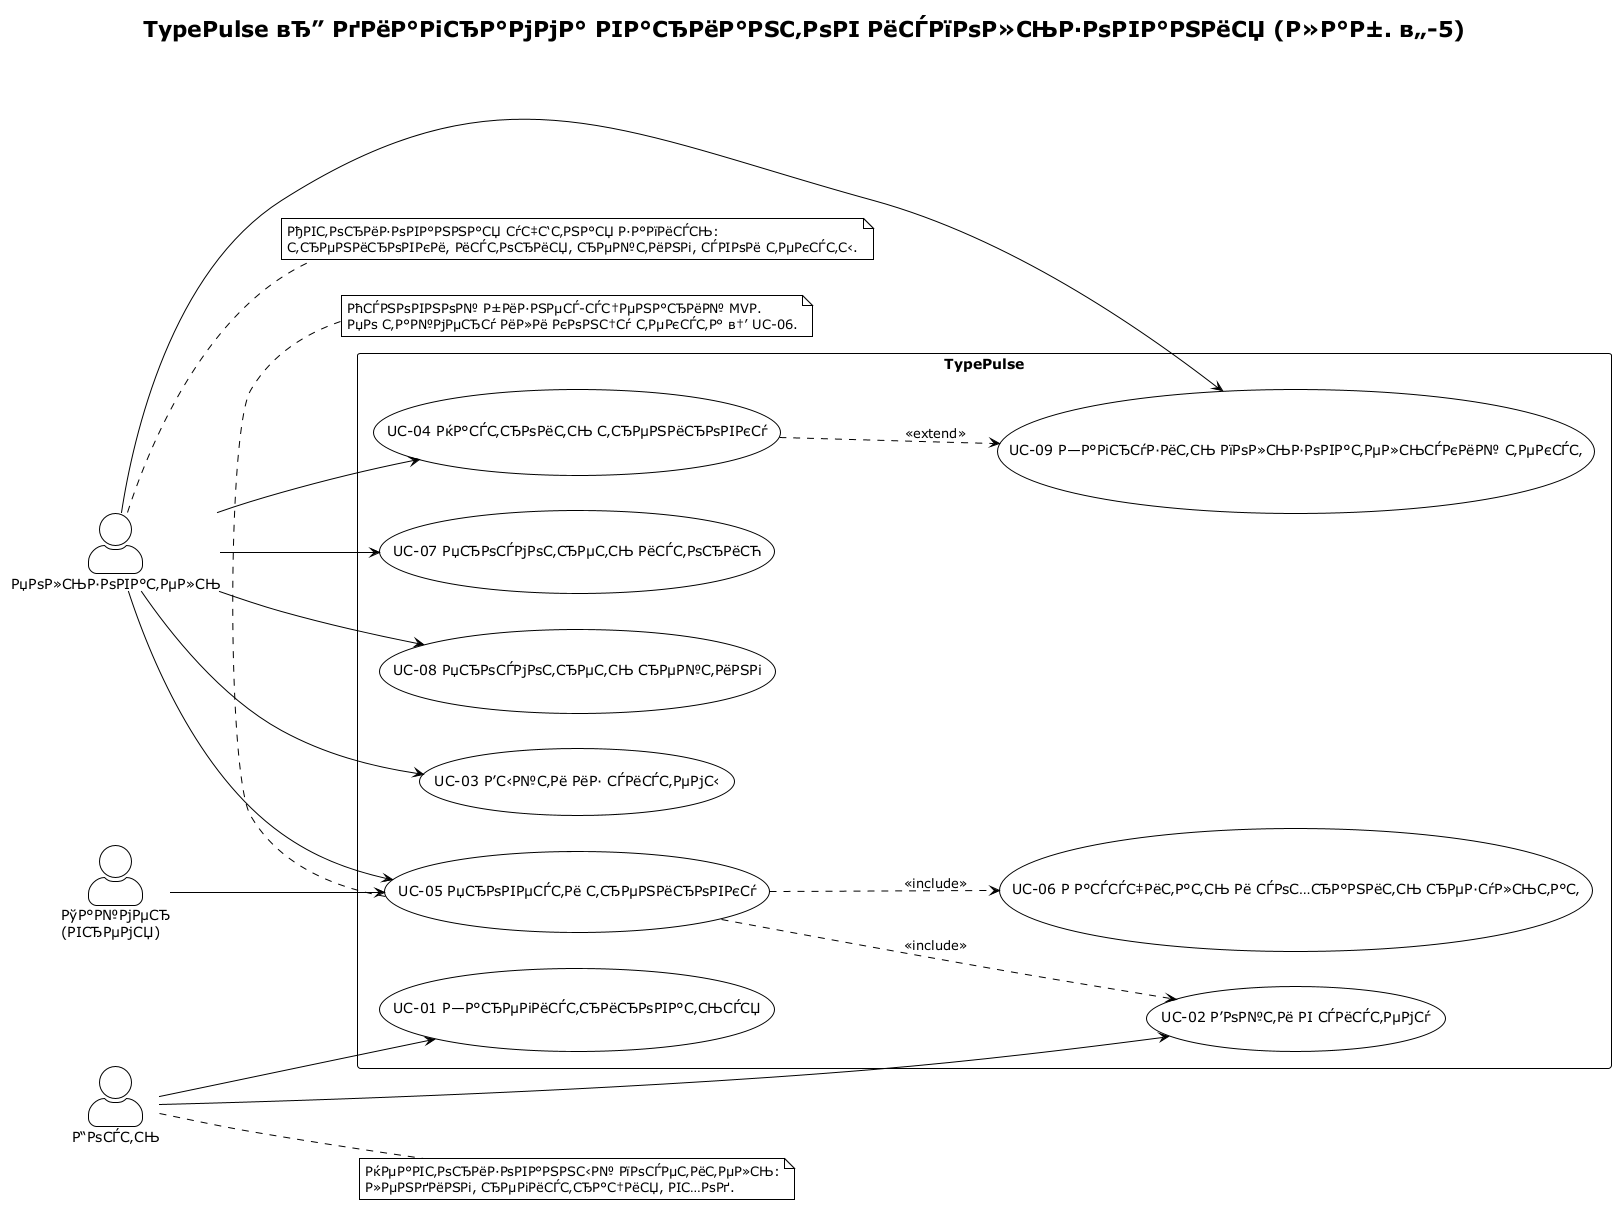 TypePulse вЂ” РґРёР°РіСЂР°РјРјР° РІР°СЂРёР°РЅС‚РѕРІ РёСЃРїРѕР»СЊР·РѕРІР°РЅРёСЏ (Р»Р°Р±. в„–5)
РђРІС‚РѕСЂРёР·РѕРІР°РЅРЅР°СЏ СѓС‡С‘С‚РЅР°СЏ Р·Р°РїРёСЃСЊ:
С‚СЂРµРЅРёСЂРѕРІРєРё, РёСЃС‚РѕСЂРёСЏ, СЂРµР№С‚РёРЅРі, СЃРІРѕРё С‚РµРєСЃС‚С‹.
РћСЃРЅРѕРІРЅРѕР№ Р±РёР·РЅРµСЃ-СЃС†РµРЅР°СЂРёР№ MVP.
РџРѕ С‚Р°Р№РјРµСЂСѓ РёР»Рё РєРѕРЅС†Сѓ С‚РµРєСЃС‚Р° в†’ UC-06.
TypePulse
UC-04 РќР°СЃС‚СЂРѕРёС‚СЊ С‚СЂРµРЅРёСЂРѕРІРєСѓ
«extend»
UC-09 Р—Р°РіСЂСѓР·РёС‚СЊ РїРѕР»СЊР·РѕРІР°С‚РµР»СЊСЃРєРёР№ С‚РµРєСЃС‚
UC-07 РџСЂРѕСЃРјРѕС‚СЂРµС‚СЊ РёСЃС‚РѕСЂРёСЋ
РџРѕР»СЊР·РѕРІР°С‚РµР»СЊ
UC-08 РџСЂРѕСЃРјРѕС‚СЂРµС‚СЊ СЂРµР№С‚РёРЅРі
UC-03 Р’С‹Р№С‚Рё РёР· СЃРёСЃС‚РµРјС‹
UC-05 РџСЂРѕРІРµСЃС‚Рё С‚СЂРµРЅРёСЂРѕРІРєСѓ
«include»
UC-06 Р Р°СЃСЃС‡РёС‚Р°С‚СЊ Рё СЃРѕС…СЂР°РЅРёС‚СЊ СЂРµР·СѓР»СЊС‚Р°С‚
РўР°Р№РјРµСЂ
(РІСЂРµРјСЏ)
«include»
UC-01 Р—Р°СЂРµРіРёСЃС‚СЂРёСЂРѕРІР°С‚СЊСЃСЏ
UC-02 Р’РѕР№С‚Рё РІ СЃРёСЃС‚РµРјСѓ
Р“РѕСЃС‚СЊ
РќРµР°РІС‚РѕСЂРёР·РѕРІР°РЅРЅС‹Р№ РїРѕСЃРµС‚РёС‚РµР»СЊ:
Р»РµРЅРґРёРЅРі, СЂРµРіРёСЃС‚СЂР°С†РёСЏ, РІС…РѕРґ.